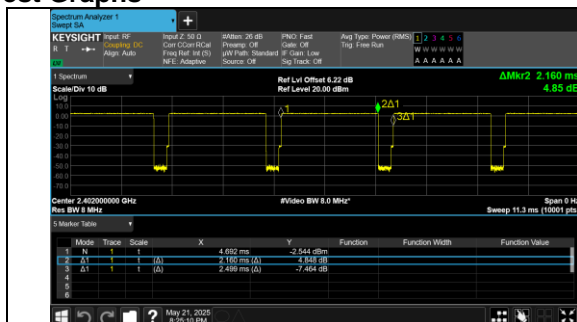 est Graphs
Spectrum Analyzer 1
Swept SA
+
KEYSIGHT Input: RF Input Z: 50 Ω #Atten: 26 dB PNO: Fast Avg Type: Power (RMS) 1 2 3 4 5 6
R T Coupling: DC Corr CCorr RCal Preamp: Off Gate: Off Trig: Free Run W W W W W W
Align: Auto Freq Ref: Int (S) µW Path: Standard IF Gain: Low
NFE: Adaptive Source: Off Sig Track: Off A A A A A A
1 Spectrum
Scale/Div 10 dB
Ref Lvl Offset 6.22 dB
Ref Level 20.00 dBm
ΔMkr2 2.160 ms
4.85 dB
Log
10.0
0.00
-10.0
-20.0
-30.0
-40.0
-50.0
-60.0
-70.0
1
2Δ1
3Δ1
Center 2.402000000 GHz #Video BW 8.0 MHz* Span 0 Hz
Res BW 8 MHz Sweep 11.3 ms (10001 pts
5 Marker Table
Mode Trace Scale X Y Function Function Width Function Value
1 N 1 t 4.692 ms -2.544 dBm
2 Δ1 1 t (Δ) 2.160 ms (Δ) 4.848 dB
3 Δ1 1 t (Δ) 2.499 ms (Δ) -7.464 dB
4
5
6
?
May 21, 2025
8:25:10 PM